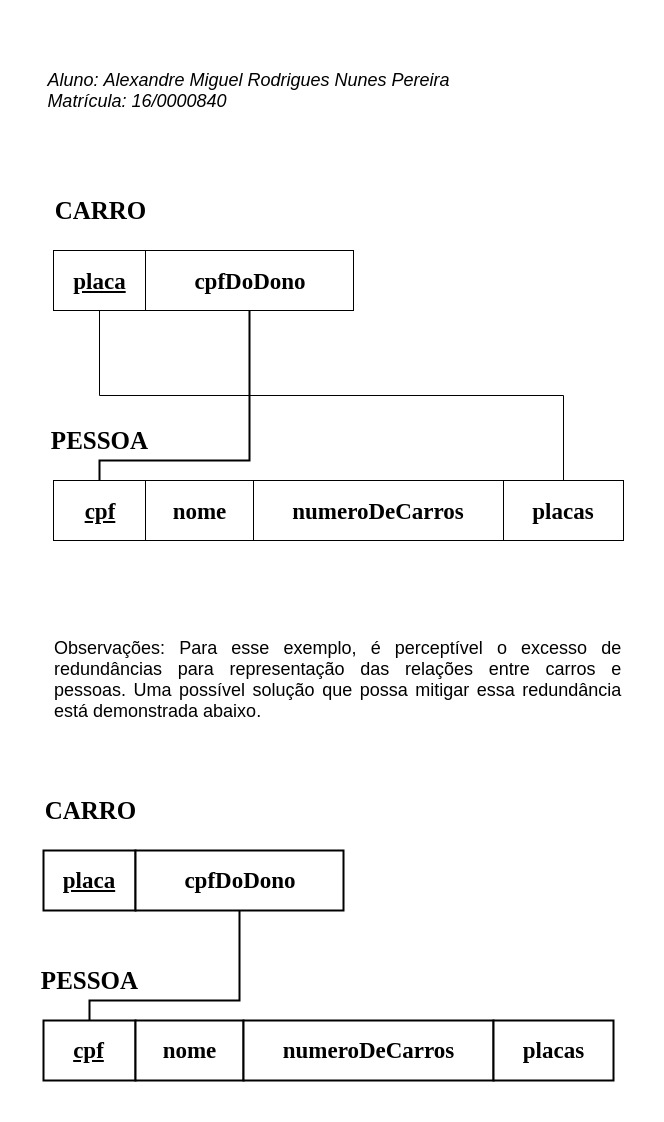 Aluno: Alexandre Miguel Rodrigues Nunes Pereira
Matrícula: 16/0000840
CARRO
placa cpfDoDono
PESSOA
cpf nome numeroDeCarros placas
Observações: Para esse exemplo, é perceptível o excesso de
redundâncias para representação das relações entre carros e
pessoas. Uma possível solução que possa mitigar essa redundância
está demonstrada abaixo.
CARRO
placa cpfDoDono
PESSOA
cpf nome numeroDeCarros placas